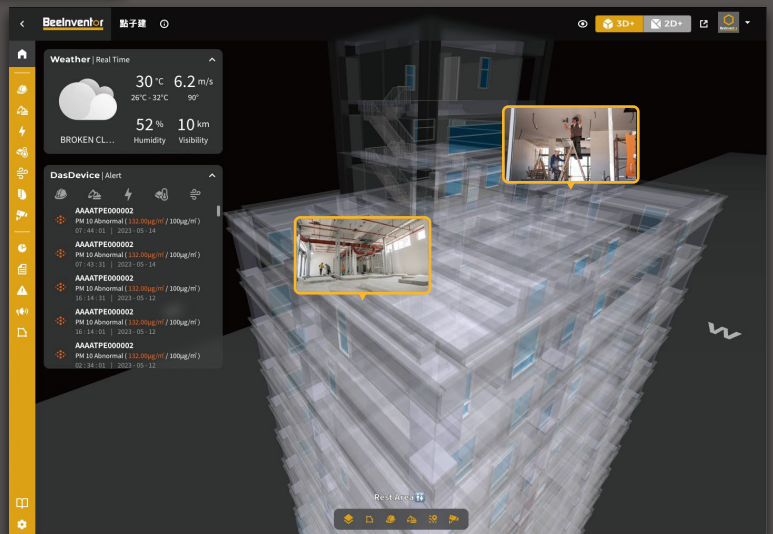 BeeInventor 點子建
3D+ 2D+
Weather | Real Time
30 °C 6.2 m/s
26°C - 32°C 90°
52 % 10 km
BROKEN CL... Humidity Visibility
DasDevice | Alert
AAAATPE000002
PM 10 Abnormal ( 132.00µg/㎥ / 100µg/㎥ )
07 : 44 : 01 | 2023 - 05 - 14
AAAATPE000002
PM 10 Abnormal ( 132.00µg/㎥ / 100µg/㎥ )
07 : 43 : 31 | 2023 - 05 - 14
AAAATPE000002
PM 10 Abnormal ( 132.00µg/㎥ / 100µg/㎥ )
16 : 14 : 31 | 2023 - 05 - 12
AAAATPE000002
PM 10 Abnormal ( 132.00µg/㎥ / 100µg/㎥ )
16 : 14 : 01 | 2023 - 05 - 12
AAAATPE000002
PM 10 Abnormal ( 132.00µg/㎥ / 100µg/㎥ )
02 : 34 : 01 | 2023 - 05 - 12
Rest Area